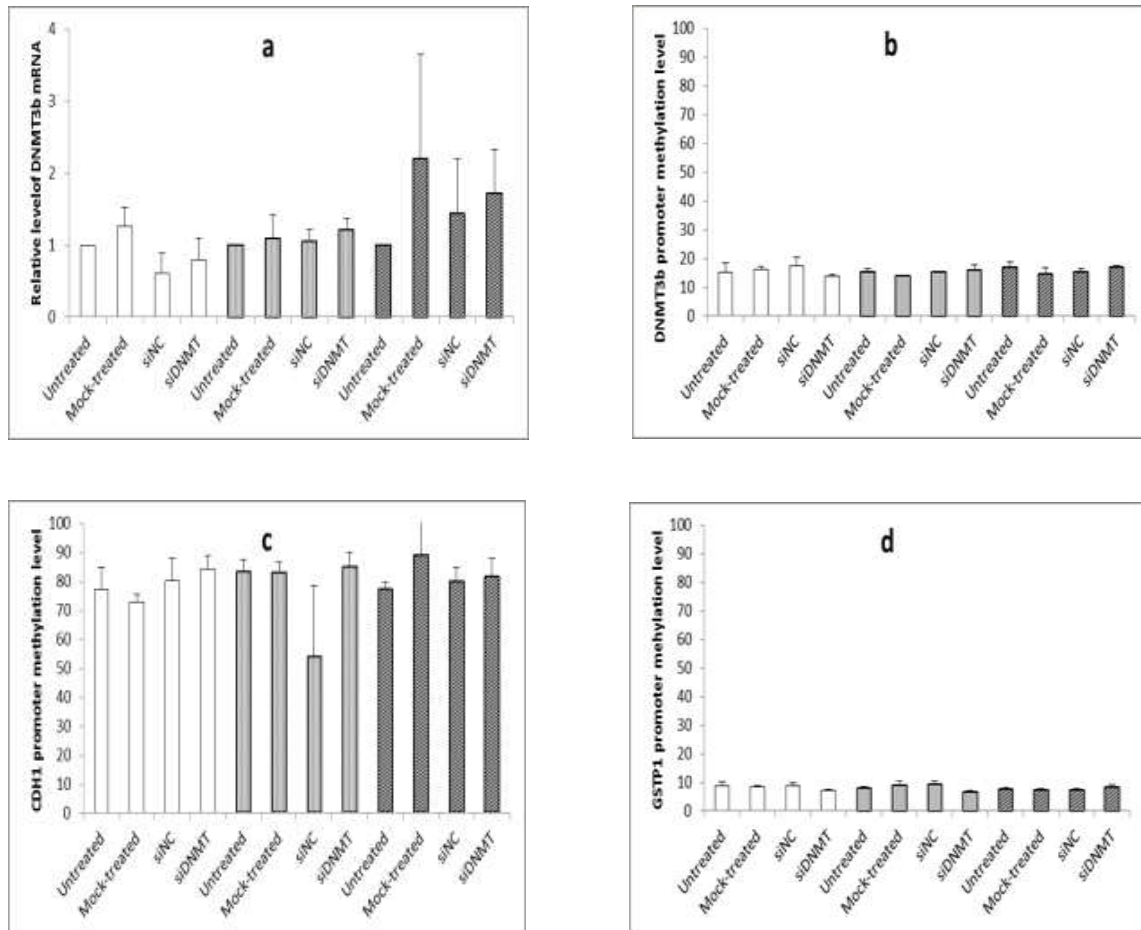 a
Relative levelof DNMT3b mRNA
4
3
2
1
0
Untreated
Mock-treated
siNC
siDNMT
Untreated
Mock-treated
siNC
siDNMT
Untreated
Mock-treated
siNC
siDNMT
b
DNMT3b promoter methylation level
100
90
80
70
60
50
40
30
20
10
0
Untreated
Mock-treated
siNC
siDNMT
Untreated
Mock-treated
siNC
siDNMT
Untreated
Mock-treated
siNC
siDNMT
c
CDH1 promoter methylation level
100
90
80
70
60
50
40
30
20
10
0
Untreated
Mock-treated
siNC
siDNMT
Untreated
Mock-treated
siNC
siDNMT
Untreated
Mock-treated
siNC
siDNMT
d
GSTP1 promoter mehylation level
100
90
80
70
60
50
40
30
20
10
0
Untreated
Mock-treated
siNC
siDNMT
Untreated
Mock-treated
siNC
siDNMT
Untreated
Mock-treated
siNC
siDNMT